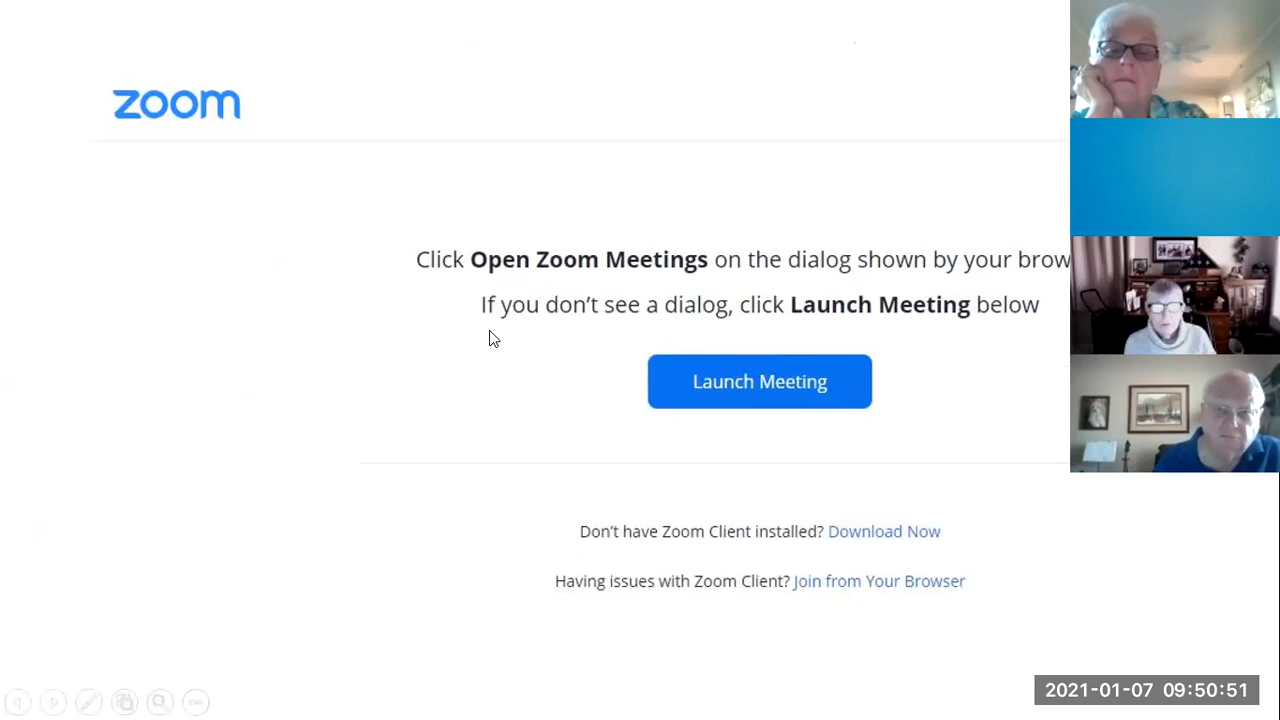 zoom
Click Open Zoom Meetings on the dialog shown by your brow
If you don’t see a dialog, click Launch Meeting below
Launch Meeting
Don’t have Zoom Client installed? Download Now
Having issues with Zoom Client? Join from Your Browser
2021-01-07 09:50:51